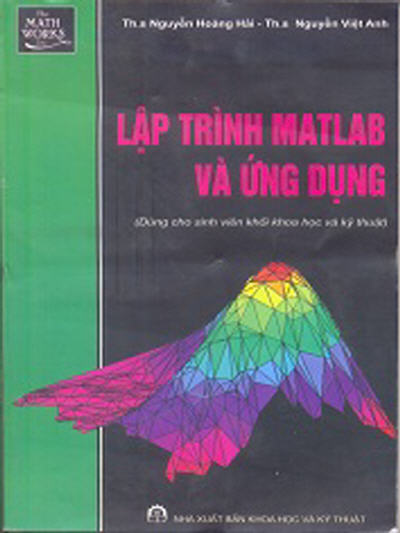 The
MATH
WORKS
Th.s Nguyễn Hoàng Hải - Th.s Nguyễn Việt Anh
LẬP TRÌNH MATLAB
VÀ ỨNG DỤNG
(Dùng cho sinh viên khối khoa học và kỹ thuật)
NHÀ XUẤT BẢN KHOA HỌC VÀ KỸ THUẬT